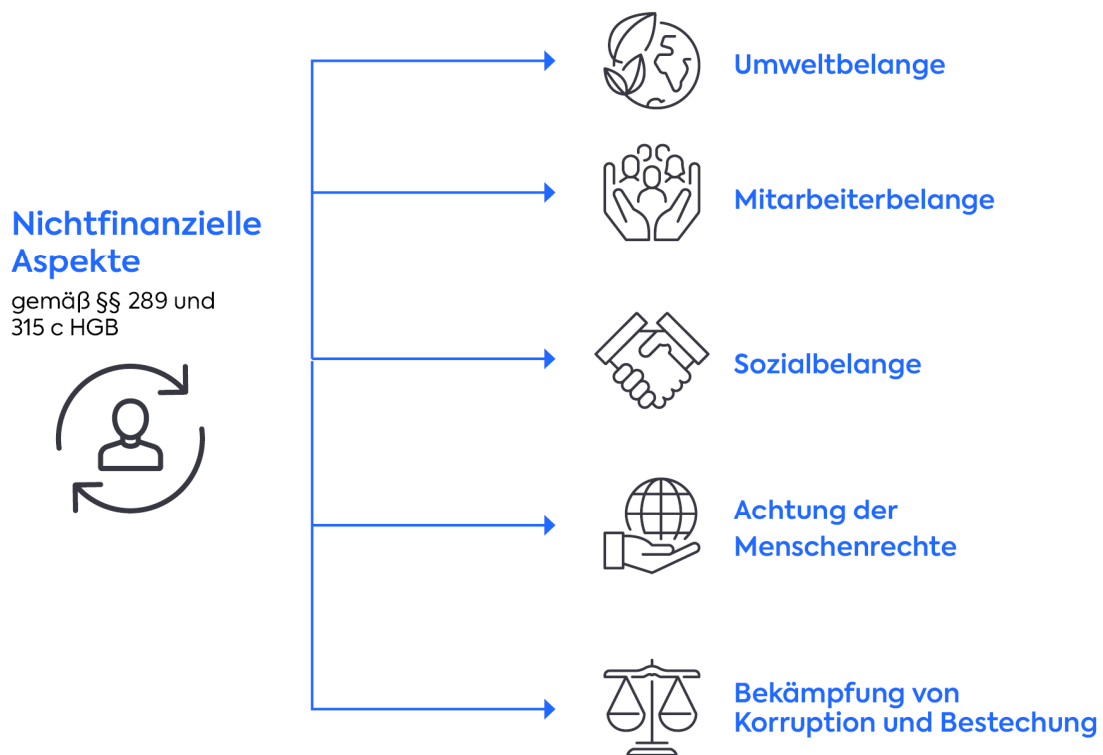 Nichtfinanzielle
Aspekte
gemäß §§ 289 und
315 c HGB
Umweltbelange
Mitarbeiterbelange
Sozialbelange
Achtung der
Menschenrechte
Bekämpfung von
Korruption und Bestechung